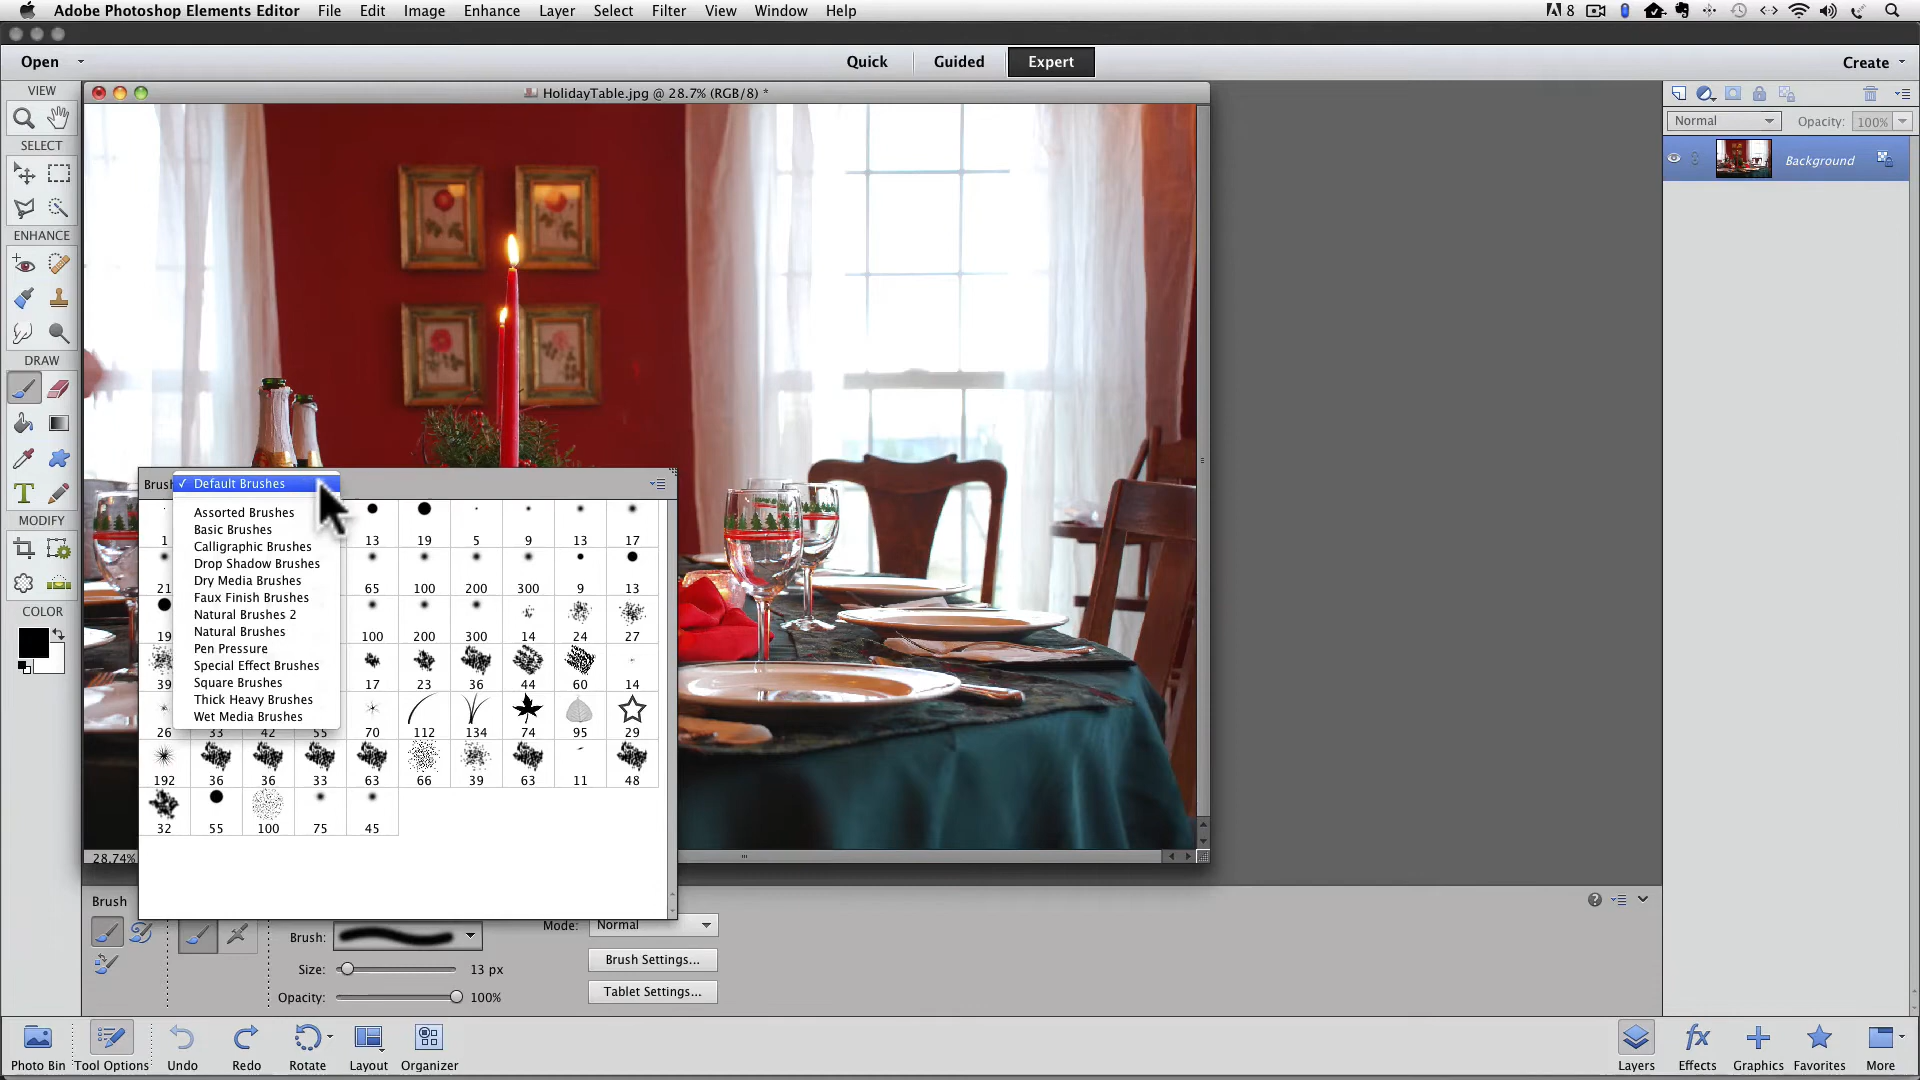 Adobe Photoshop Elements Editor File Edit Image Enhance Layer Select Filter View Window Help 8
Open Quick Guided Expert Create
VIEW
HolidayTable.jpg @ 28.7% (RGB/8) *
Normal Opacity: 100%
SELECT
Background
ENHANCE
DRAW
MODIFY
COLOR
Brush
✓ Default Brushes
Assorted Brushes
Basic Brushes
Calligraphic Brushes
Drop Shadow Brushes
Dry Media Brushes
Faux Finish Brushes
Natural Brushes 2
Natural Brushes
Pen Pressure
Special Effect Brushes
Square Brushes
Thick Heavy Brushes
Wet Media Brushes
1 13 19 5 9 13 17
21 65 100 200 300 9 13
19 100 200 300 14 24 27
39 17 23 36 44 60 14
26 33 42 55 70 112 134 74 95 29
192 36 36 33 63 66 39 63 11 48
32 55 100 75 45
28.74%
Brush
Brush: Mode: Normal
Size: 13 px Brush Settings...
Opacity: 100% Tablet Settings...
Photo Bin Tool Options Undo Redo Rotate Layout Organizer Layers Effects Graphics Favorites More